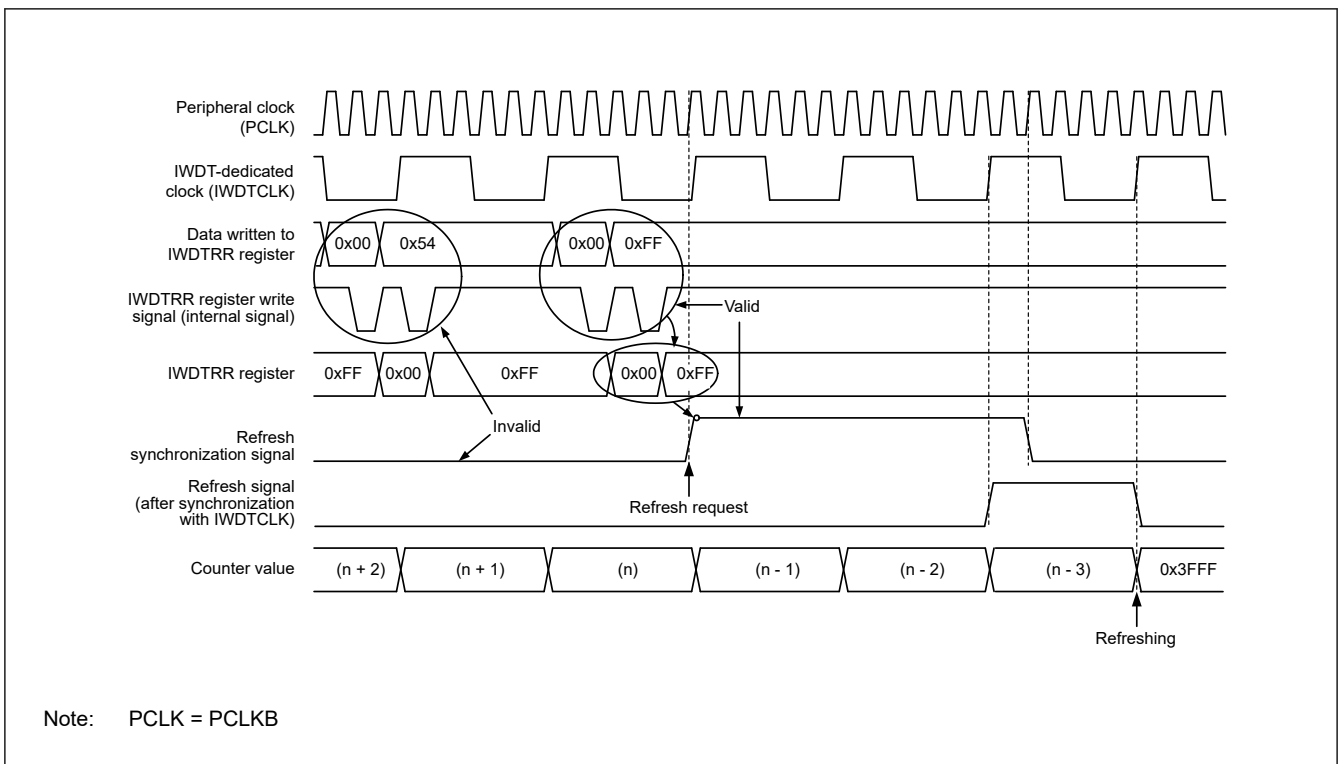 Peripheral clock
(PCLK)
IWDT-dedicated
clock (IWDTCLK)
Data written to
IWDTRR register
0x00
0x54
0x00
0xFF
IWDTRR register write
signal (internal signal)
Valid
IWDTRR register
0xFF
0x00
0xFF
0x00
0xFF
Invalid
Refresh
synchronization signal
Refresh signal
(after synchronization
with IWDTCLK)
Refresh request
Counter value
(n + 2)
(n + 1)
(n)
(n - 1)
(n - 2)
(n - 3)
0x3FFF
Refreshing
Note: PCLK = PCLKB